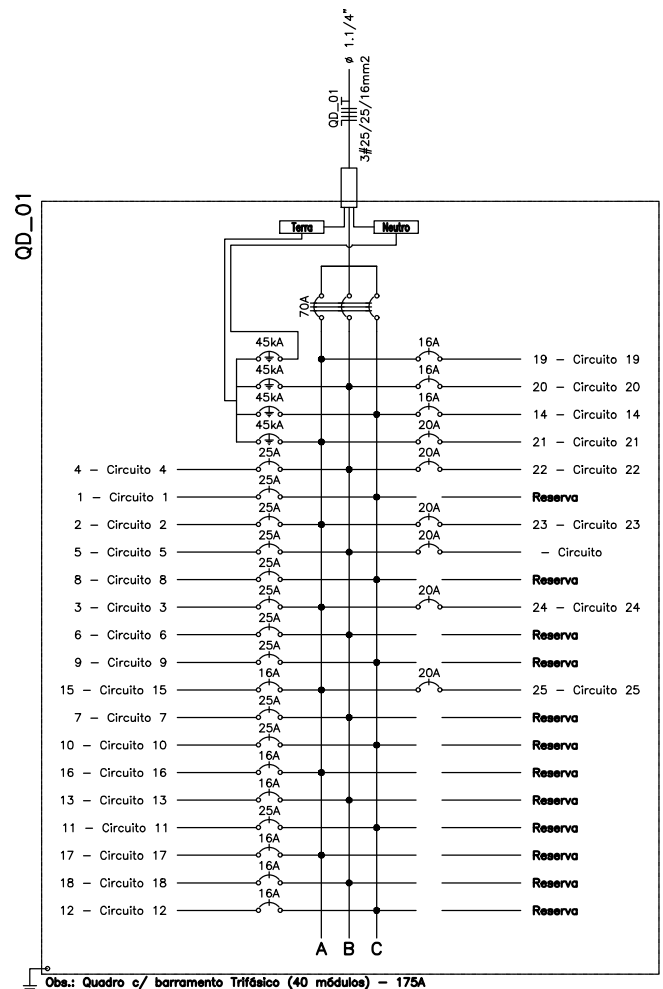 ø 1.1/4"
QD_01
3#25/25/16mm2
QD_01
Terra
Neutro
70A
45kA
16A
19 - Circuito 19
45kA
16A
20 - Circuito 20
45kA
16A
14 - Circuito 14
45kA
20A
21 - Circuito 21
4 - Circuito 4
25A
20A
22 - Circuito 22
1 - Circuito 1
25A
Reserva
2 - Circuito 2
25A
20A
23 - Circuito 23
5 - Circuito 5
25A
20A
- Circuito
8 - Circuito 8
25A
Reserva
3 - Circuito 3
25A
20A
24 - Circuito 24
6 - Circuito 6
25A
Reserva
9 - Circuito 9
25A
Reserva
15 - Circuito 15
16A
20A
25 - Circuito 25
7 - Circuito 7
25A
Reserva
10 - Circuito 10
25A
Reserva
16 - Circuito 16
16A
Reserva
13 - Circuito 13
16A
Reserva
11 - Circuito 11
25A
Reserva
17 - Circuito 17
16A
Reserva
18 - Circuito 18
16A
Reserva
12 - Circuito 12
16A
Reserva
A B C
Obs.: Quadro c/ barramento Trifásico (40 módulos) - 175A